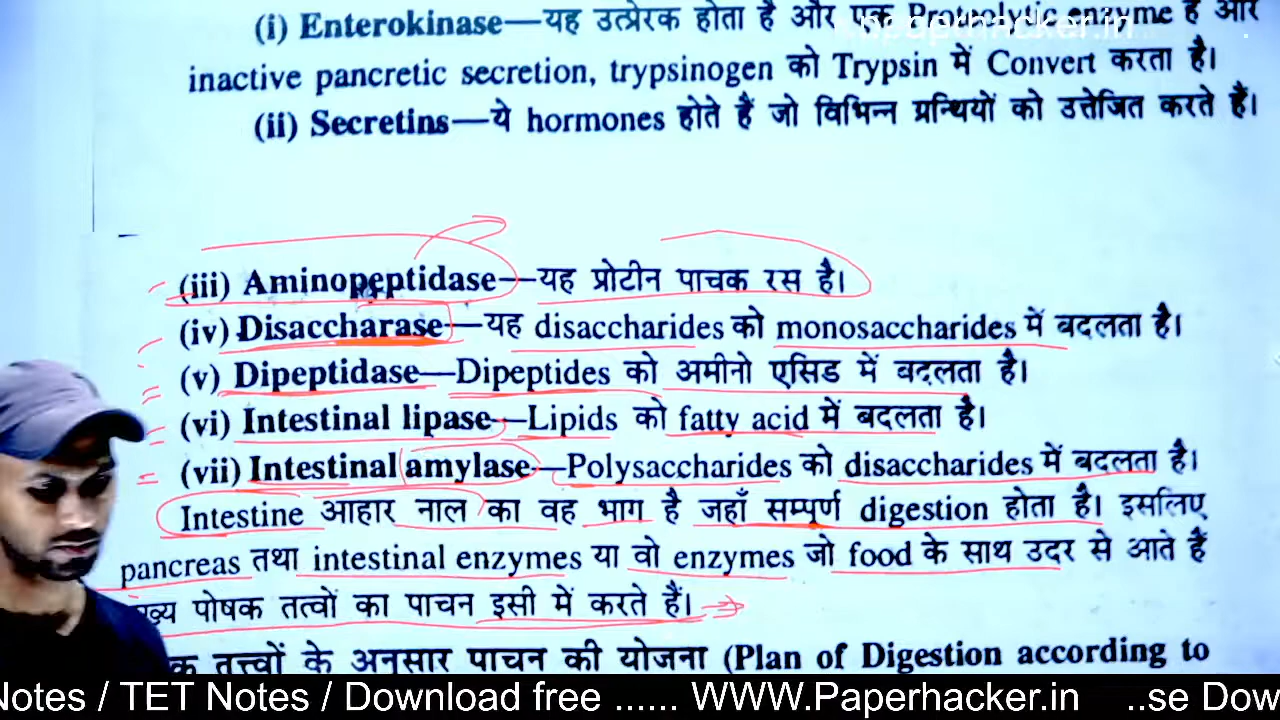 (i) Enterokinase—यह उत्प्रेरक होता है और एक Proteolytic enzyme है और
paperhacker.in
inactive pancretic secretion, trypsinogen को Trypsin में Convert करता है।
(ii) Secretins—ये hormones होते हैं जो विभिन्न ग्रन्थियों को उत्तेजित करते हैं।
(iii) Aminopeptidase—यह प्रोटीन पाचक रस है।
(iv) Disaccharase—यह disaccharides को monosaccharides में बदलता है।
(v) Dipeptidase—Dipeptides को अमीनो एसिड में बदलता है।
(vi) Intestinal lipase—Lipids को fatty acid में बदलता है।
(vii) Intestinal amylase—Polysaccharides को disaccharides में बदलता है।
Intestine आहार नाल का वह भाग है जहाँ सम्पूर्ण digestion होता है। इसलिए
pancreas तथा intestinal enzymes या वो enzymes जो food के साथ उदर से आते हैं
पोषक तत्वों का पाचन इसी में करते हैं।
तत्त्वों के अनुसार पाचन की योजना (Plan of Digestion according to
Notes / TET Notes / Download free ...... WWW.Paperhacker.in ..se Dow